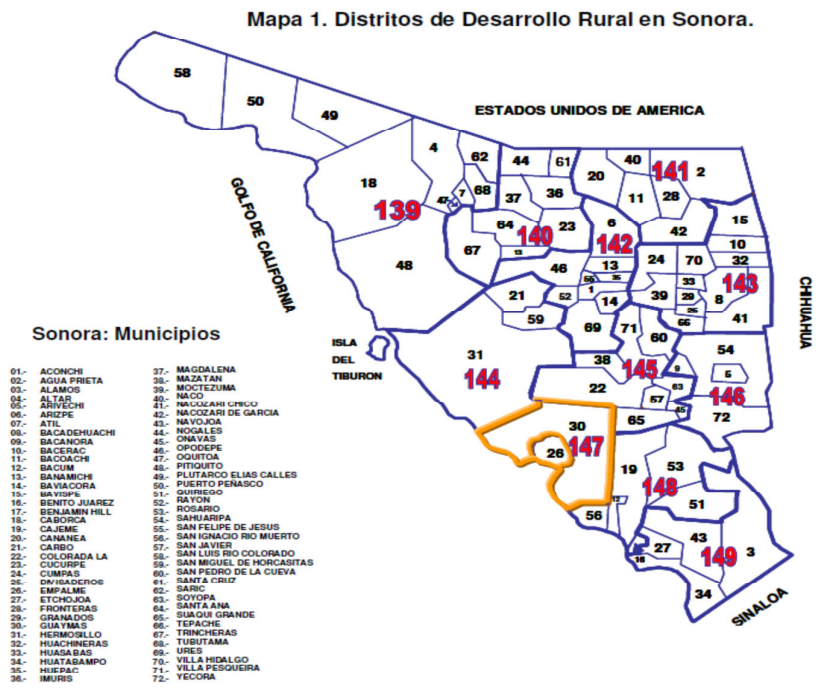 Mapa 1. Distritos de Desarrollo Rural en Sonora.
58
50
49
ESTADOS UNIDOS DE AMERICA
4
62
44
61
20
40
141
2
18
139
47
7
68
37
36
11
28
GOLFO DE CALIFORNIA
64
140
23
6
142
42
15
67
13
10
48
46
13
24
70
32
143
55
35
33
1
21
52
14
39
29
8
25
59
69
71
66
41
CHIHUAHUA
ISLA
DEL
TIBURON
60
54
31
144
38
145
9
5
146
22
63
57
45
72
30
147
65
26
19
53
148
12
51
56
43
149
3
27
16
34
SINALOA
Sonora: Municipios
01.- ACONCHI
02.- AGUA PRIETA
03.- ALAMOS
04.- ALTAR
05.- ARIVECHI
06.- ARIZPE
07.- ATIL
08.- BACADEHUACHI
09.- BACANORA
10.- BACERAC
11.- BACOACHI
12.- BACUM
13.- BANAMICHI
14.- BAVIACORA
15.- BAVISPE
16.- BENITO JUAREZ
17.- BENJAMIN HILL
18.- CABORCA
19.- CAJEME
20.- CANANEA
21.- CARBO
22.- COLORADA LA
23.- CUCURPE
24.- CUMPAS
25.- DIVISADEROS
26.- EMPALME
27.- ETCHOJOA
28.- FRONTERAS
29.- GRANADOS
30.- GUAYMAS
31.- HERMOSILLO
32.- HUACHINERAS
33.- HUASABAS
34.- HUATABAMPO
35.- HUEPAC
36.- IMURIS
37.- MAGDALENA
38.- MAZATAN
39.- MOCTEZUMA
40.- NACO
41.- NACOZARI CHICO
42.- NACOZARI DE GARCIA
43.- NAVOJOA
44.- NOGALES
45.- ONAVAS
46.- OPODEPE
47.- OQUITOA
48.- PITIQUITO
49.- PLUTARCO ELIAS CALLES
50.- PUERTO PEÑASCO
51.- QUIRIEGO
52.- RAYON
53.- ROSARIO
54.- SAHUARIPA
55.- SAN FELIPE DE JESUS
56.- SAN IGNACIO RIO MUERTO
57.- SAN JAVIER
58.- SAN LUIS RIO COLORADO
59.- SAN MIGUEL DE HORCASITAS
60.- SAN PEDRO DE LA CUEVA
61.- SANTA CRUZ
62.- SARIC
63.- SOYOPA
64.- SANTA ANA
65.- SUAQUI GRANDE
66.- TEPACHE
67.- TRINCHERAS
68.- TUBUTAMA
69.- URES
70.- VILLA HIDALGO
71.- VILLA PESQUEIRA
72.- YECORA